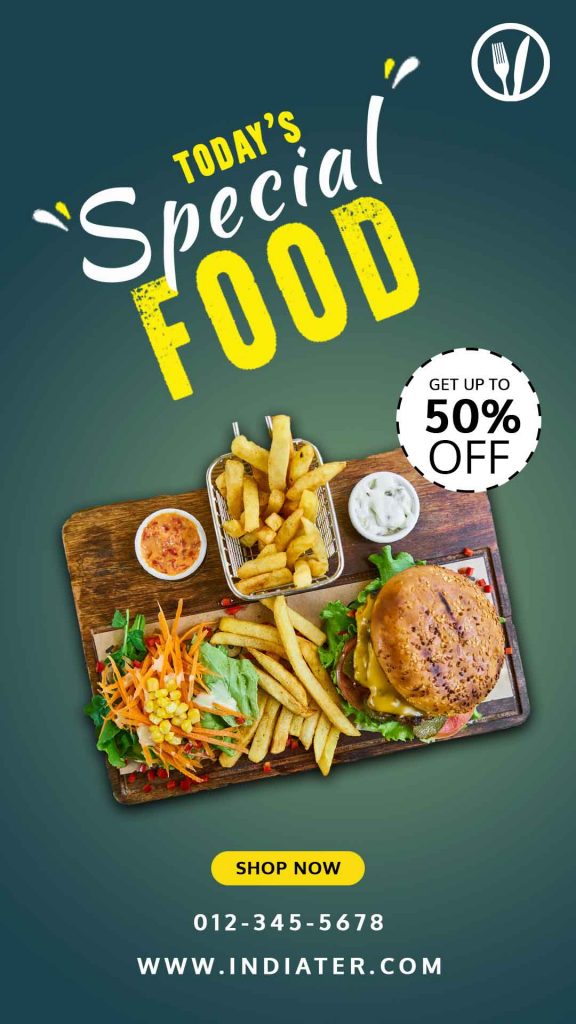 TODAY'S
Special
FOOD
GET UP TO
50%
OFF
SHOP NOW
012-345-5678
WWW.INDIATER.COM